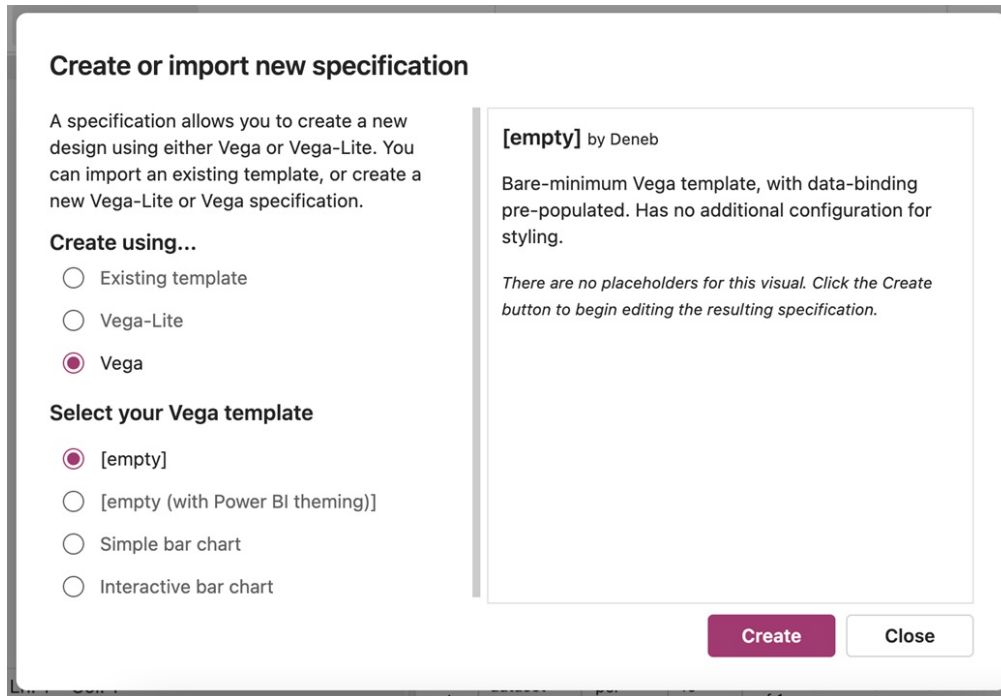 Create or import new specification
A specification allows you to create a new
design using either Vega or Vega-Lite. You
can import an existing template, or create a
new Vega-Lite or Vega specification.
Create using...
Existing template
Vega-Lite
Vega
Select your Vega template
[empty]
[empty (with Power BI theming)]
Simple bar chart
Interactive bar chart
[empty] by Deneb
Bare-minimum Vega template, with data-binding
pre-populated. Has no additional configuration for
styling.
There are no placeholders for this visual. Click the Create
button to begin editing the resulting specification.
Create Close